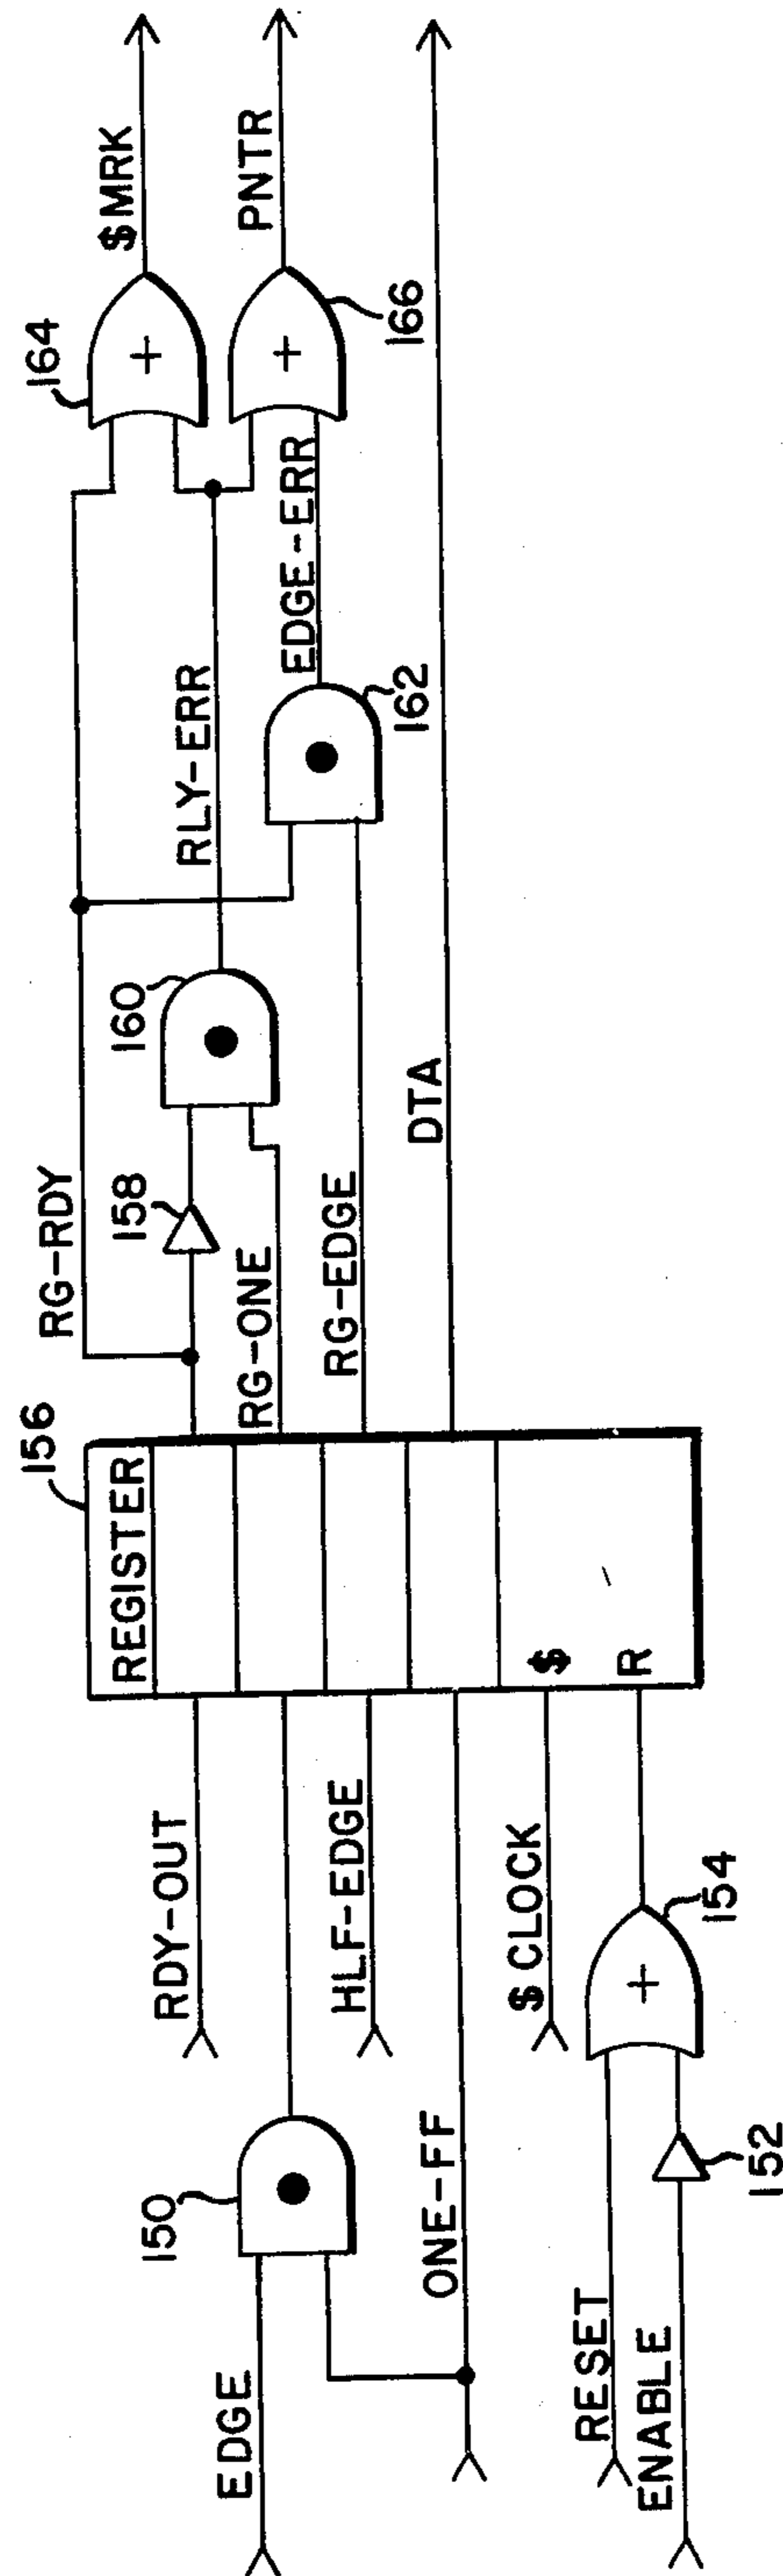 EDGE
150
ONE-FF
RESET
ENABLE
152
154
RDY-OUT
HLF-EDGE
$ CLOCK
156
REGISTER
$
R
RG-RDY
158
RG-ONE
RG-EDGE
DTA
160
RLY-ERR
162
EDGE-ERR
164
166
$MRK
PNTR